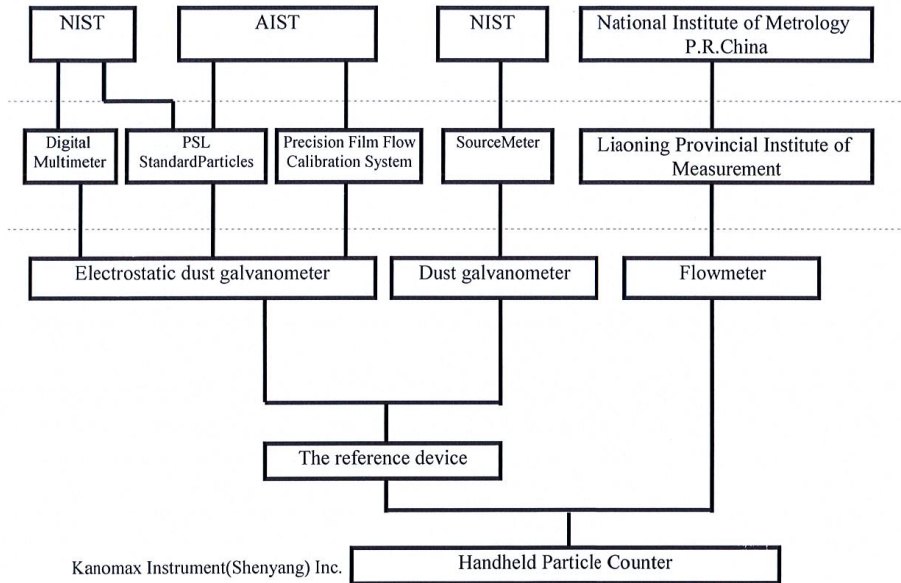 NIST
AIST
NIST
National Institute of Metrology
P.R.China
Digital
Multimeter
PSL
StandardParticles
Precision Film Flow
Calibration System
SourceMeter
Liaoning Provincial Institute of
Measurement
Electrostatic dust galvanometer
Dust galvanometer
Flowmeter
The reference device
Kanomax Instrument(Shenyang) Inc.
Handheld Particle Counter